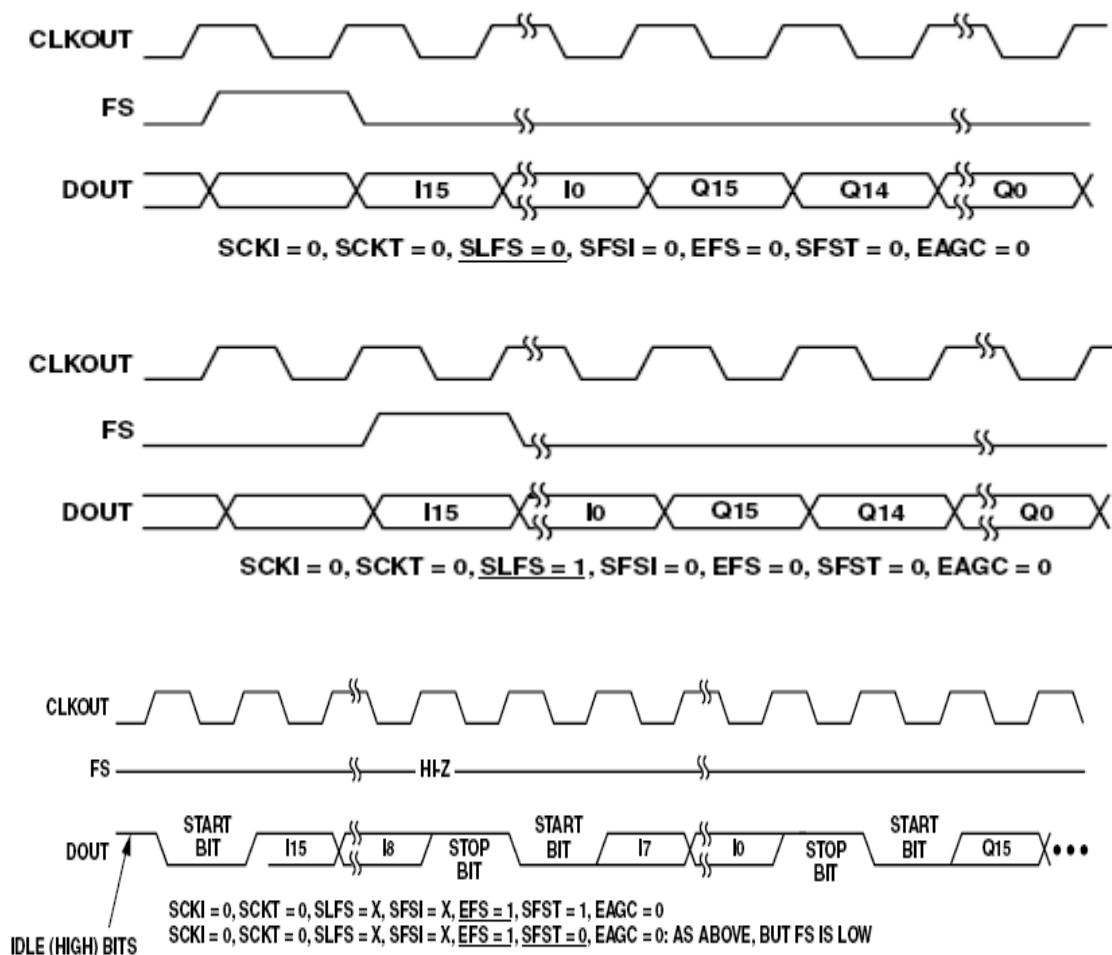 CLKOUT
FS
DOUT I15 I0 Q15 Q14 Q0
SCKI = 0, SCKT = 0, SLFS = 0, SFSI = 0, EFS = 0, SFST = 0, EAGC = 0
CLKOUT
FS
DOUT I15 I0 Q15 Q14 Q0
SCKI = 0, SCKT = 0, SLFS = 1, SFSI = 0, EFS = 0, SFST = 0, EAGC = 0
CLKOUT
FS HI-Z
DOUT START BIT I15 I8 STOP BIT START BIT I7 I0 STOP BIT START BIT Q15
IDLE (HIGH) BITS
SCKI = 0, SCKT = 0, SLFS = X, SFSI = X, EFS = 1, SFST = 1, EAGC = 0
SCKI = 0, SCKT = 0, SLFS = X, SFSI = X, EFS = 1, SFST = 0, EAGC = 0: AS ABOVE, BUT FS IS LOW